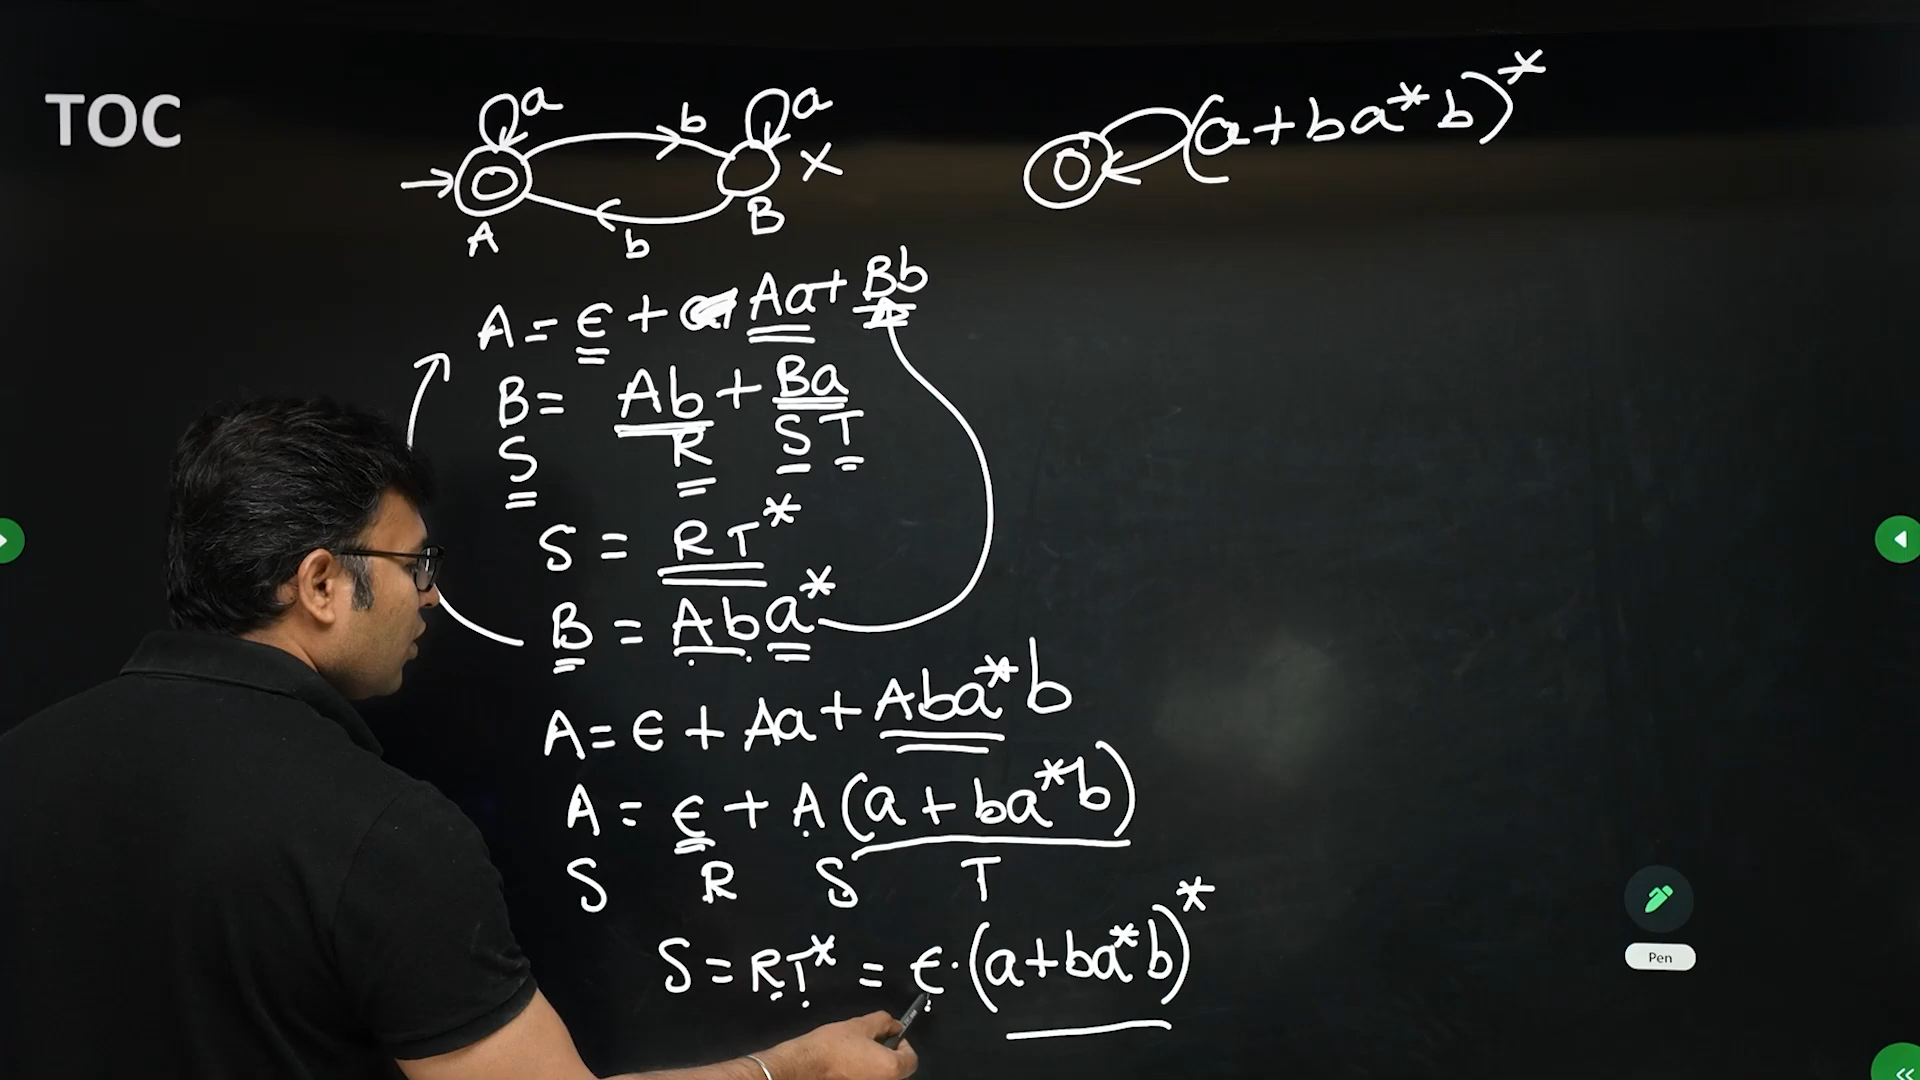 TOC
a b a
A b B X
(a+ba*b)*
A = ϵ + Aa + Bb
B = Ab + Ba
S R S T
S = RT*
B = Aba*
A = ϵ + Aa + Aba*b
A = ϵ + A (a + ba*b)
S R S T
S = RT* = ϵ·(a+ba*b)*
Pen